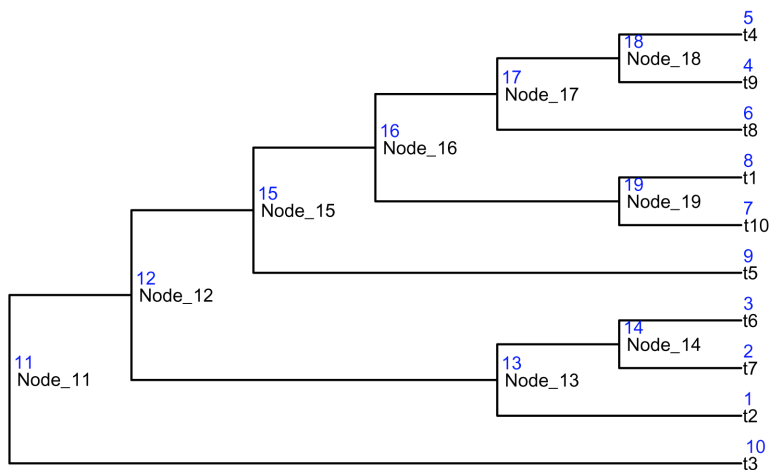 5
t4
18
Node_18
4
t9
17
Node_17
6
t8
16
Node_16
8
t1
19
Node_19
7
t10
15
Node_15
9
t5
12
Node_12
3
t6
14
Node_14
2
t7
13
Node_13
1
t2
11
Node_11
10
t3